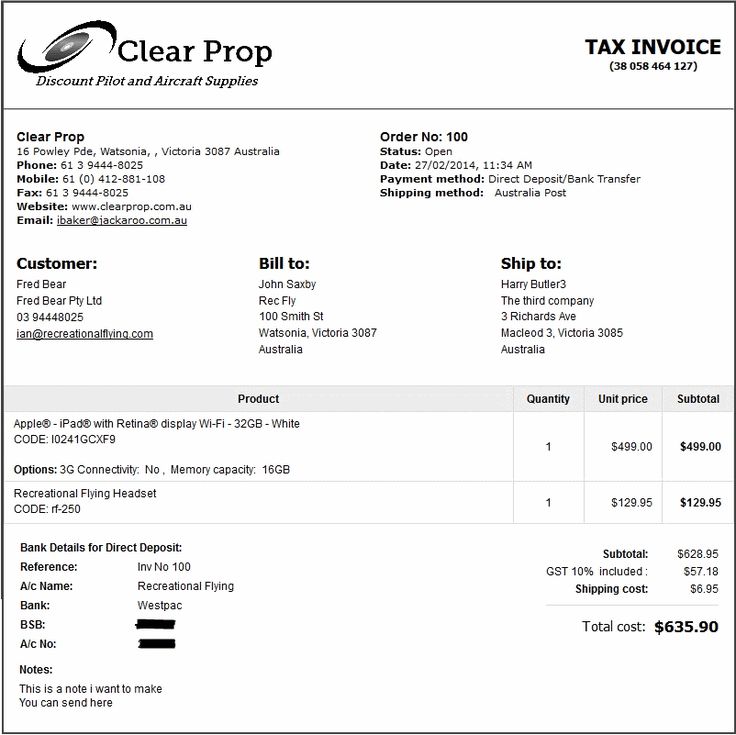 Clear Prop
Discount Pilot and Aircraft Supplies
TAX INVOICE
(38 058 464 127)
Clear Prop
16 Powley Pde, Watsonia, , Victoria 3087 Australia
Phone: 61 3 9444-8025
Mobile: 61 (0) 412-881-108
Fax: 61 3 9444-8025
Website: www.clearprop.com.au
Email: ibaker@jackaroo.com.au
Order No: 100
Status: Open
Date: 27/02/2014, 11:34 AM
Payment method: Direct Deposit/Bank Transfer
Shipping method: Australia Post
Customer:
Fred Bear
Fred Bear Pty Ltd
03 94448025
ian@recreationalflying.com
Bill to:
John Saxby
Rec Fly
100 Smith St
Watsonia, Victoria 3087
Australia
Ship to:
Harry Butler3
The third company
3 Richards Ave
Macleod 3, Victoria 3085
Australia
Product Quantity Unit price Subtotal
Apple® - iPad® with Retina® display Wi-Fi - 32GB - White
CODE: I0241GCXF9
Options: 3G Connectivity: No , Memory capacity: 16GB
1 $499.00 $499.00
Recreational Flying Headset
CODE: rf-250
1 $129.95 $129.95
Bank Details for Direct Deposit:
Reference: Inv No 100
A/c Name: Recreational Flying
Bank: Westpac
BSB:
A/c No:
Subtotal: $628.95
GST 10% included : $57.18
Shipping cost: $6.95
Total cost: $635.90
Notes:
This is a note i want to make
You can send here